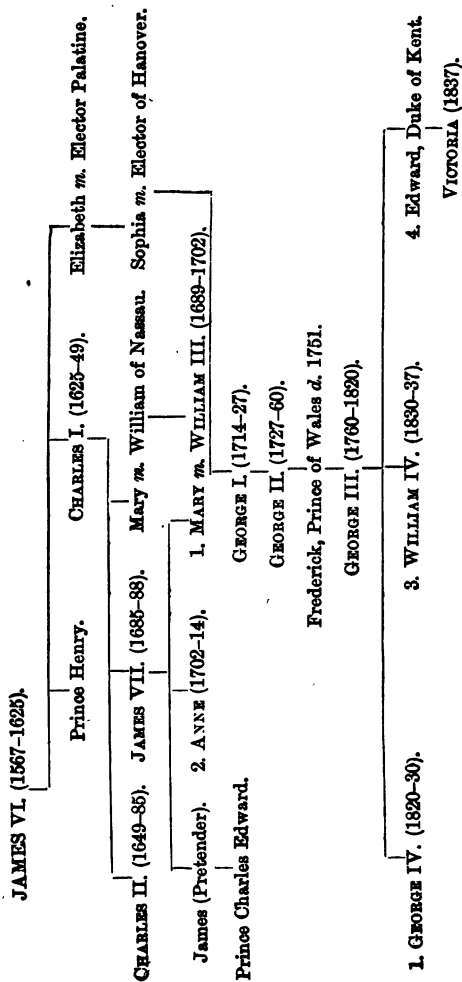 JAMES VI. (1567–1625).
Prince Henry. CHARLES I. (1625–49). Elizabeth m. Elector Palatine.
CHARLES II. (1649–85). JAMES VII. (1685–88). Mary m. William of Nassau. Sophia m. Elector of Hanover.
James (Pretender). 2. ANNE (1702–14). 1. MARY m. WILLIAM III. (1689–1702).
Prince Charles Edward.
GEORGE I. (1714–27).
GEORGE II. (1727–60).
Frederick, Prince of Wales d. 1751.
GEORGE III. (1760–1820).
1. GEORGE IV. (1820–30). 3. WILLIAM IV. (1830–37). 4. Edward, Duke of Kent.
VICTORIA (1837).